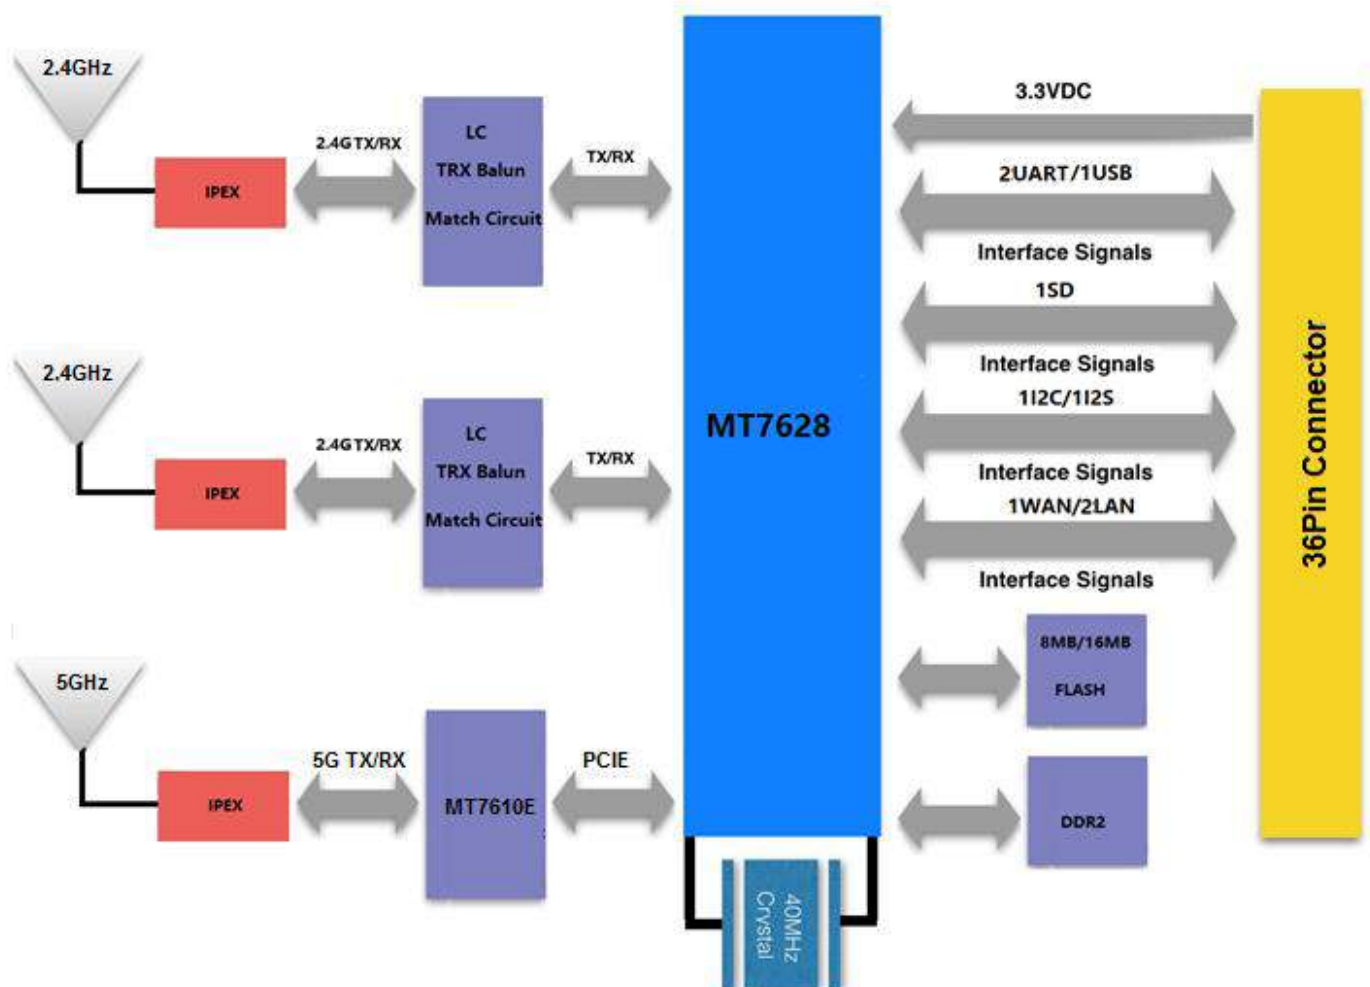 2.4GHz
IPEX
2.4G TX/RX
LC
TRX Balun
Match Circuit
TX/RX
2.4GHz
IPEX
2.4G TX/RX
LC
TRX Balun
Match Circuit
TX/RX
5GHz
IPEX
5G TX/RX
MT7610E
PCIE
MT7628
40MHz
Crystal
3.3VDC
2UART/1USB
Interface Signals
1SD
Interface Signals
1I2C/1I2S
Interface Signals
1WAN/2LAN
Interface Signals
8MB/16MB
FLASH
DDR2
36Pin Connector